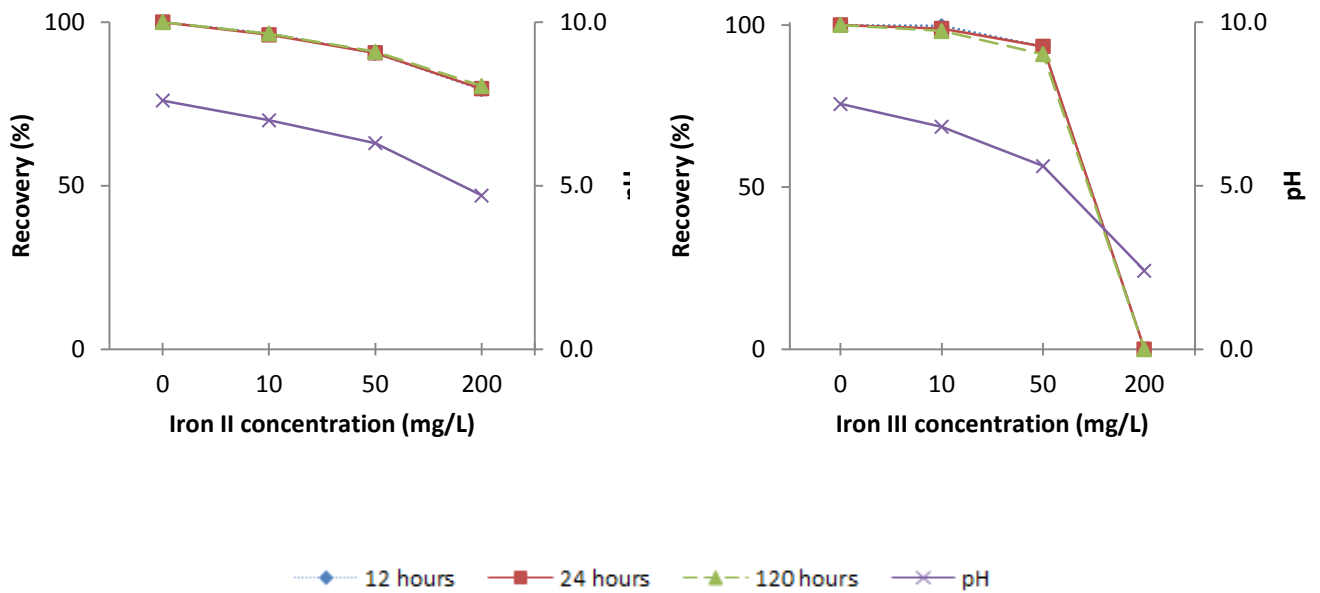 100
50
0
Recovery (%)
10.0
5.0
0.0
0 10 50 200
Iron II concentration (mg/L)
100
50
0
Recovery (%)
10.0
5.0
0.0
pH
0 10 50 200
Iron III concentration (mg/L)
12 hours 24 hours 120 hours pH